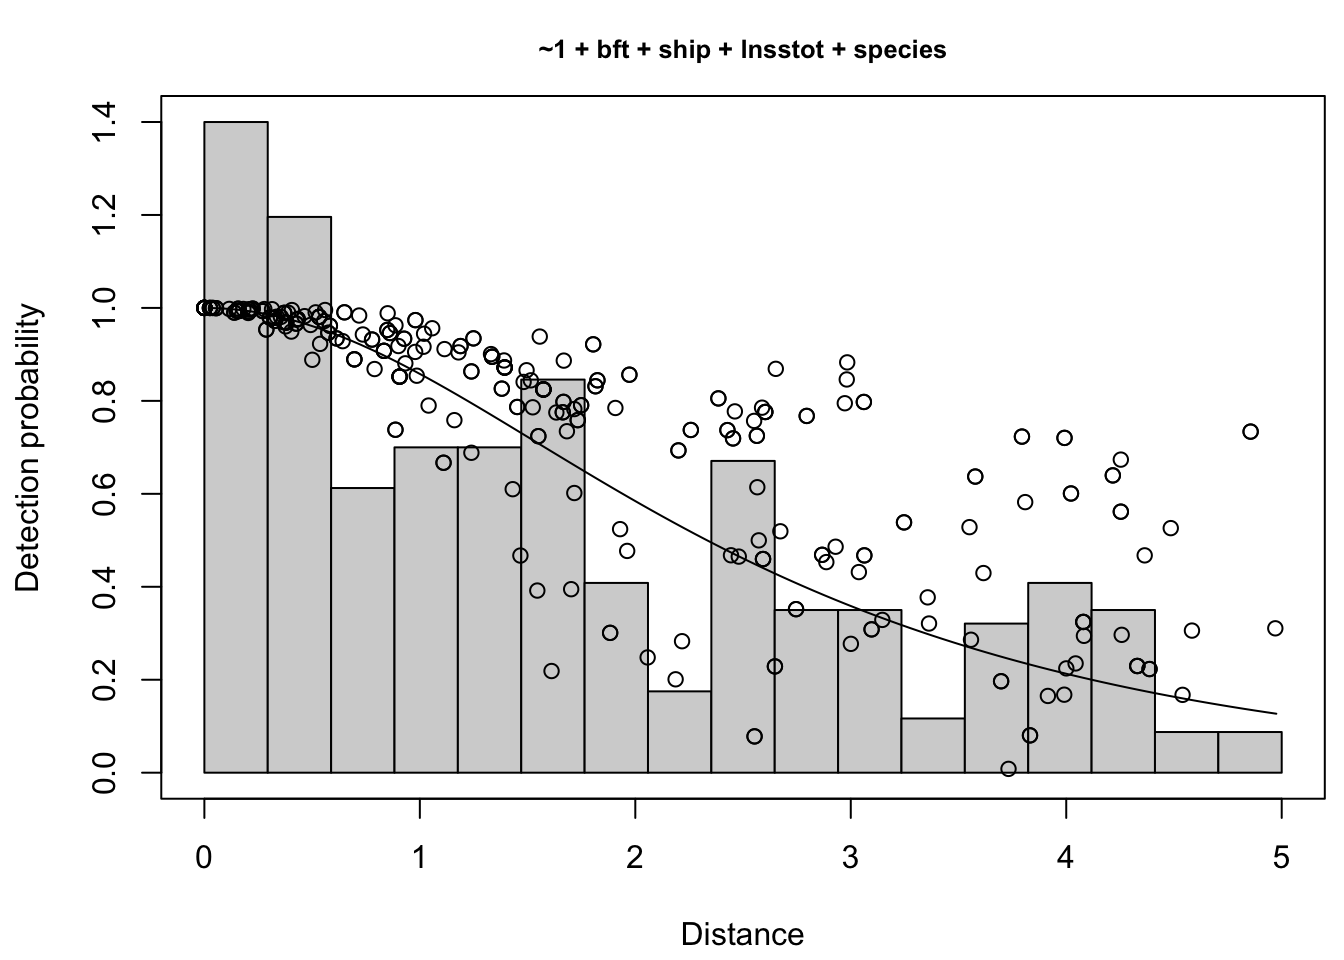 ~1 + bft + ship + lnsstot + species
Detection probability
1.4
1.2
1.0
0.8
0.6
0.4
0.2
0.0
0 1 2 3 4 5
Distance